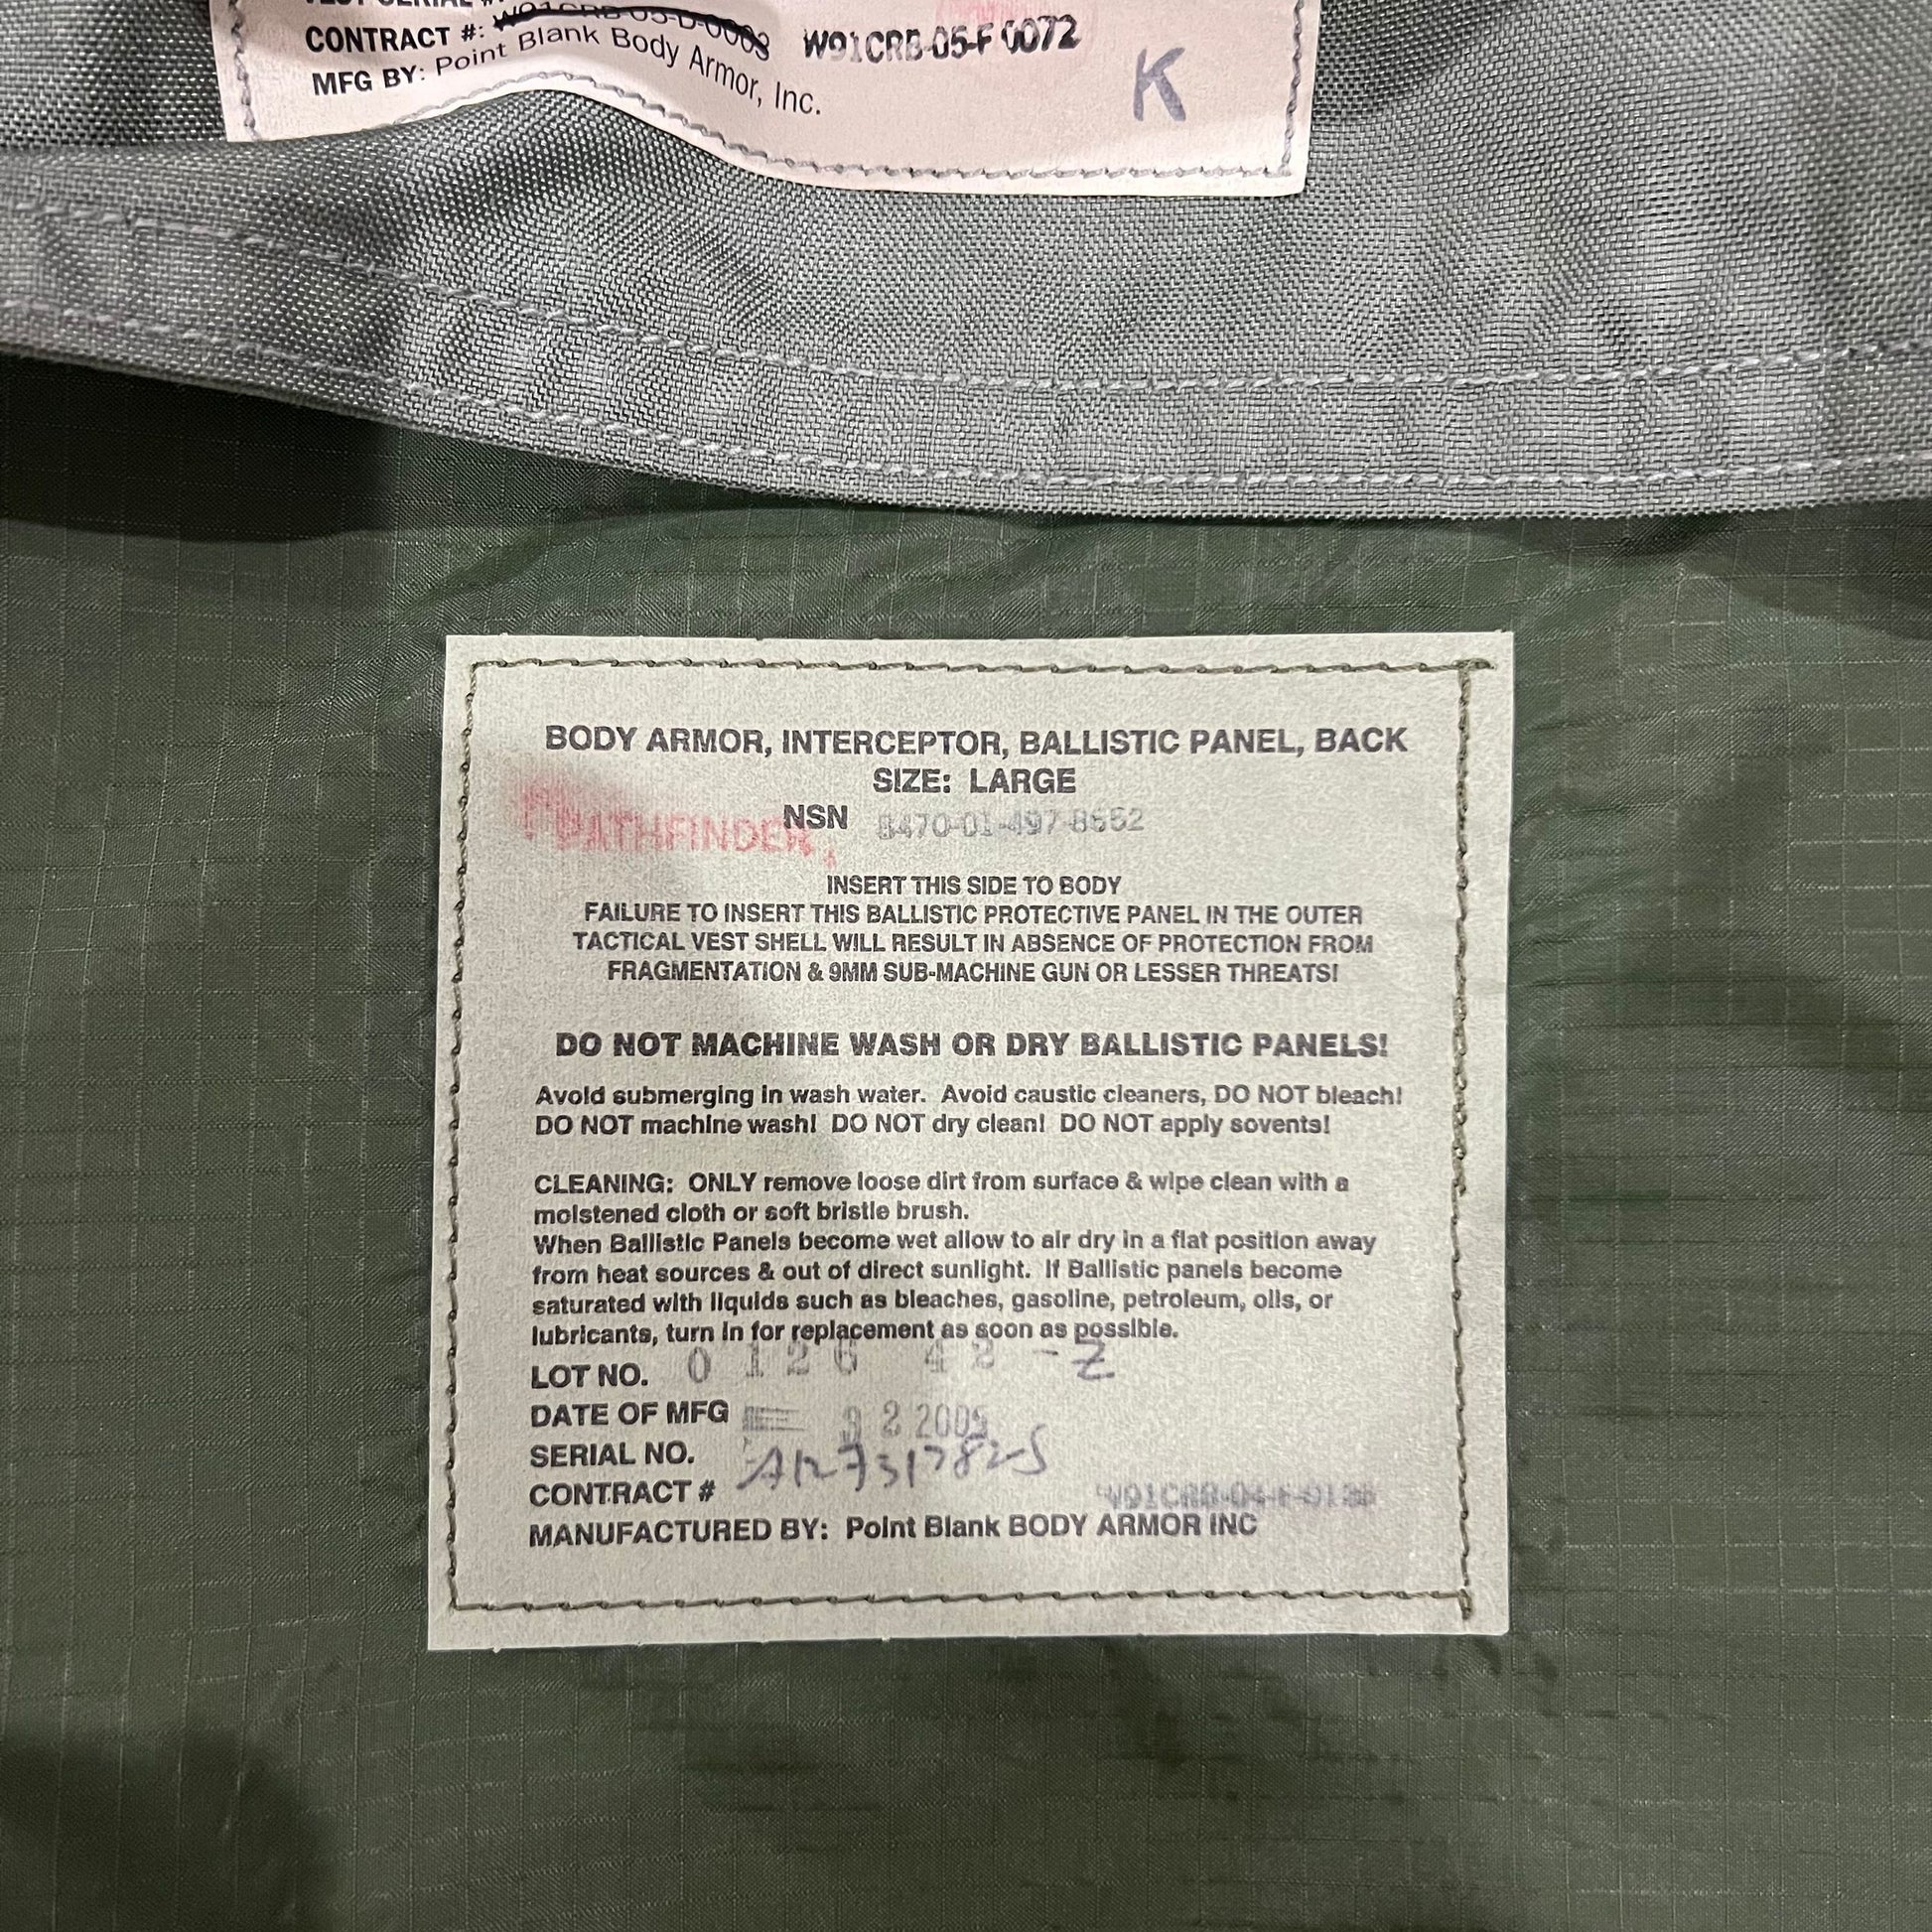 CONTRACT #: W91CRB-05-D-0003 W91CRB-05-F 0072
MFG BY: Point Blank Body Armor, Inc.
K
BODY ARMOR, INTERCEPTOR, BALLISTIC PANEL, BACK
SIZE: LARGE
NSN 8470-01-497-8662
PATHFINDER
INSERT THIS SIDE TO BODY
FAILURE TO INSERT THIS BALLISTIC PROTECTIVE PANEL IN THE OUTER
TACTICAL VEST SHELL WILL RESULT IN ABSENCE OF PROTECTION FROM
FRAGMENTATION & 9MM SUB-MACHINE GUN OR LESSER THREATS!
DO NOT MACHINE WASH OR DRY BALLISTIC PANELS!
Avoid submerging in wash water. Avoid caustic cleaners, DO NOT bleach!
DO NOT machine wash! DO NOT dry clean! DO NOT apply sovents!
CLEANING: ONLY remove loose dirt from surface & wipe clean with a
moistened cloth or soft bristle brush.
When Ballistic Panels become wet allow to air dry in a flat position away
from heat sources & out of direct sunlight. If Ballistic panels become
saturated with liquids such as bleaches, gasoline, petroleum, oils, or
lubricants, turn in for replacement as soon as possible.
LOT NO. 0 1 2 6 4 2 - Z
DATE OF MFG 2005
SERIAL NO.
CONTRACT #
MANUFACTURED BY: Point Blank BODY ARMOR INC